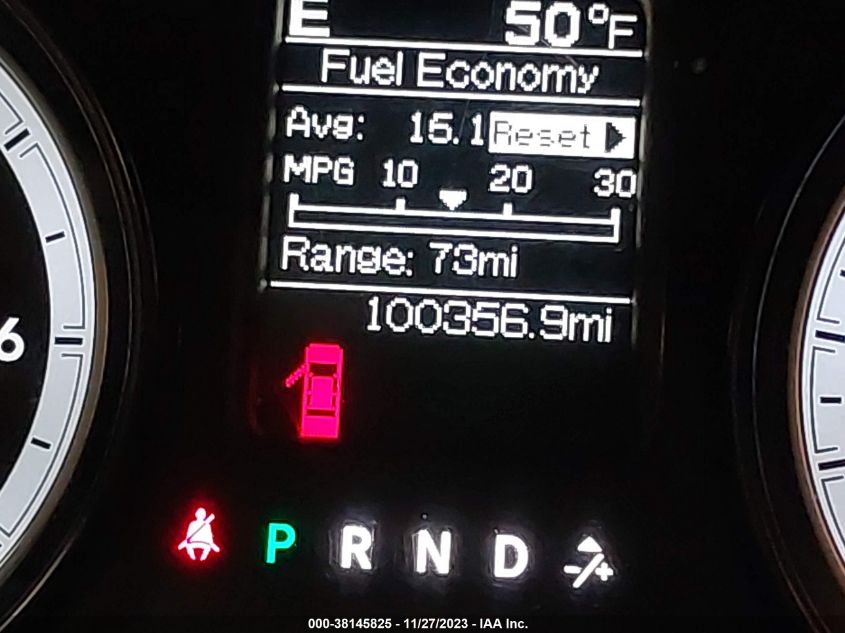 E 50°F
Fuel Economy
Avg: 15.1 Reset
MPG 10 20 30
Range: 73mi
100356.9mi
6
P R N D -/+
000-38145825 - 11/27/2023 - IAA Inc.